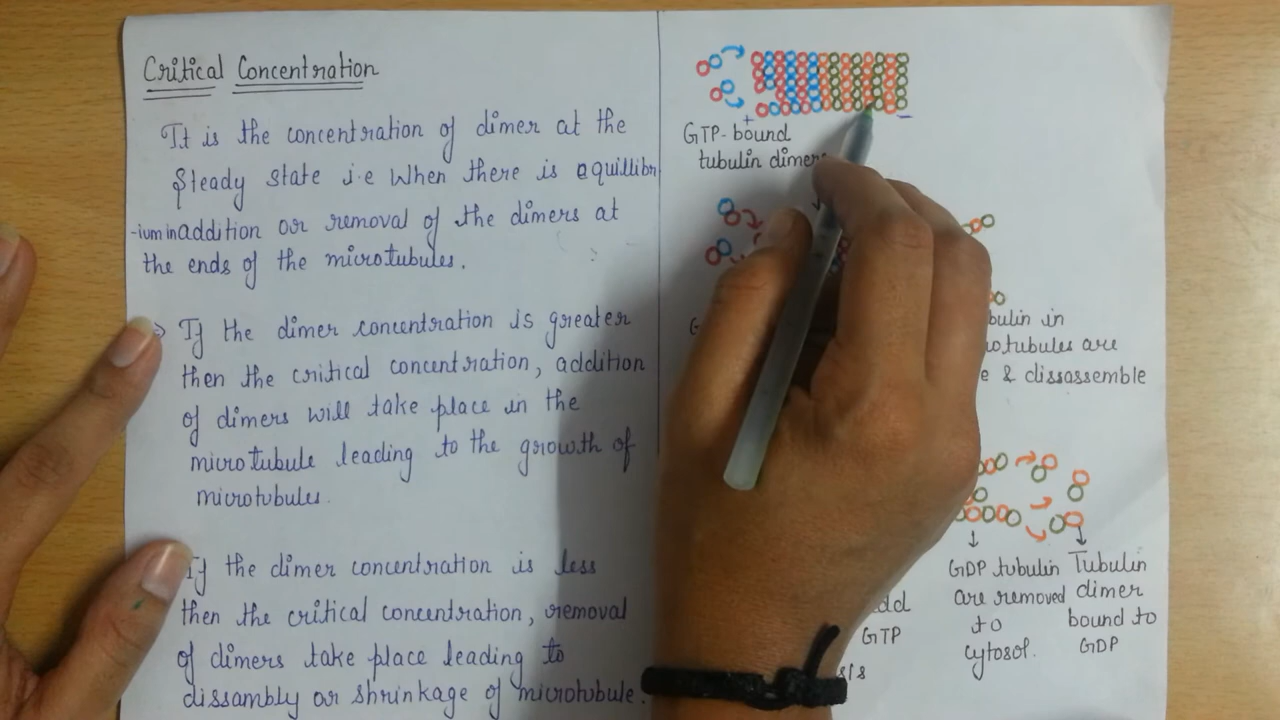 Critical Concentration
It is the concentration of dimer at the
Steady state i.e When there is equillibr
-ium in addition or removal of the dimers at
the ends of the microtubules.
⇒ If the dimer concentration is greater
then the critical concentration, addition
of dimers will take place in the
microtubule leading to the growth of
microtubules.
If the dimer concentration is less
then the critical concentration, removal
of dimers take place leading to
dissambly or shrinkage of microtubule.
+ -
GTP-bound
tubulin dimers
G
bulin in
rotubules are
e & dissassemble
GDP tubulin
are removed
to
cytosol.
Tubulin
dimer
bound to
GDP
add
GTP
sis